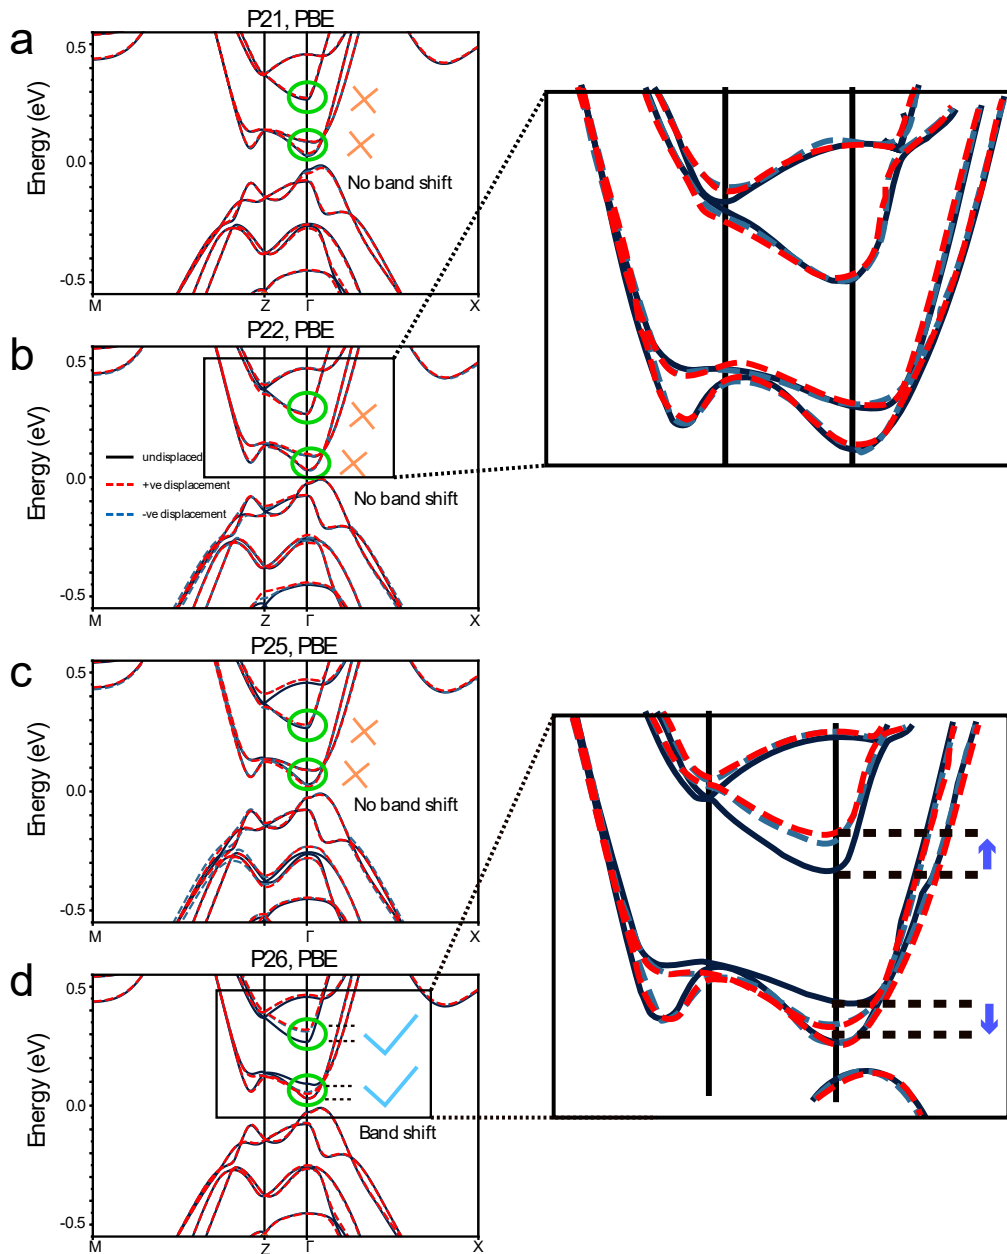 a
P21, PBE
0.5
0.0
-0.5
Energy (eV)
No band shift
M
Z
Γ
X
b
P22, PBE
0.5
0.0
-0.5
Energy (eV)
undisplaced
+ve displacement
-ve displacement
No band shift
M
Z
Γ
X
c
P25, PBE
0.5
0.0
-0.5
Energy (eV)
No band shift
M
Z
Γ
X
d
P26, PBE
0.5
0.0
-0.5
Energy (eV)
Band shift
M
Z
Γ
X